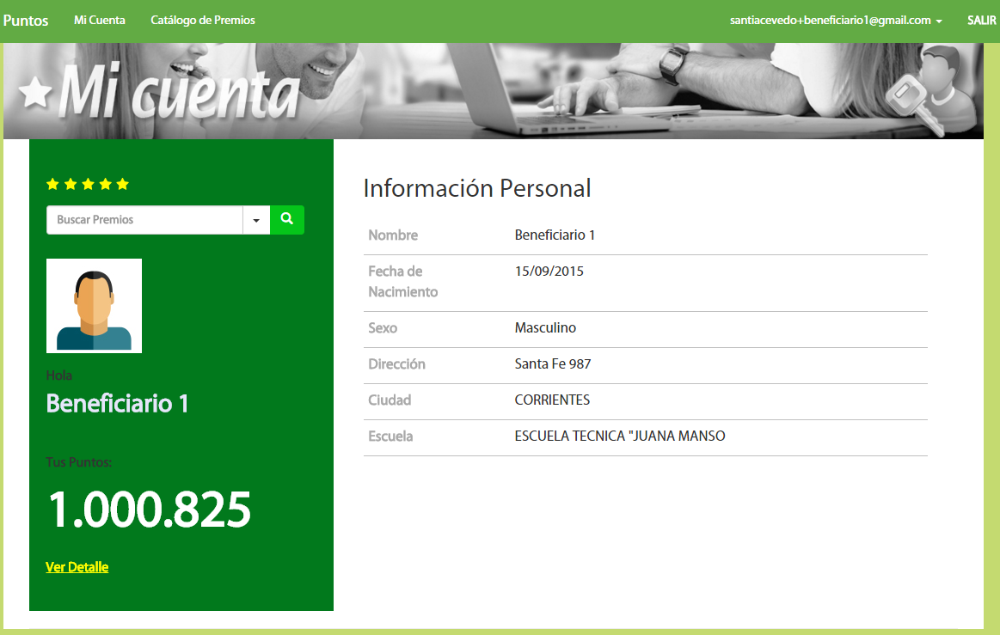 Puntos Mi Cuenta Catálogo de Premios santiacevedo+beneficiario1@gmail.com SALIR
Mi cuenta
Buscar Premios
Hola
Beneficiario 1
Tus Puntos:
1.000.825
Ver Detalle
Información Personal
Nombre Beneficiario 1
Fecha de 15/09/2015
Nacimiento
Sexo Masculino
Dirección Santa Fe 987
Ciudad CORRIENTES
Escuela ESCUELA TECNICA "JUANA MANSO